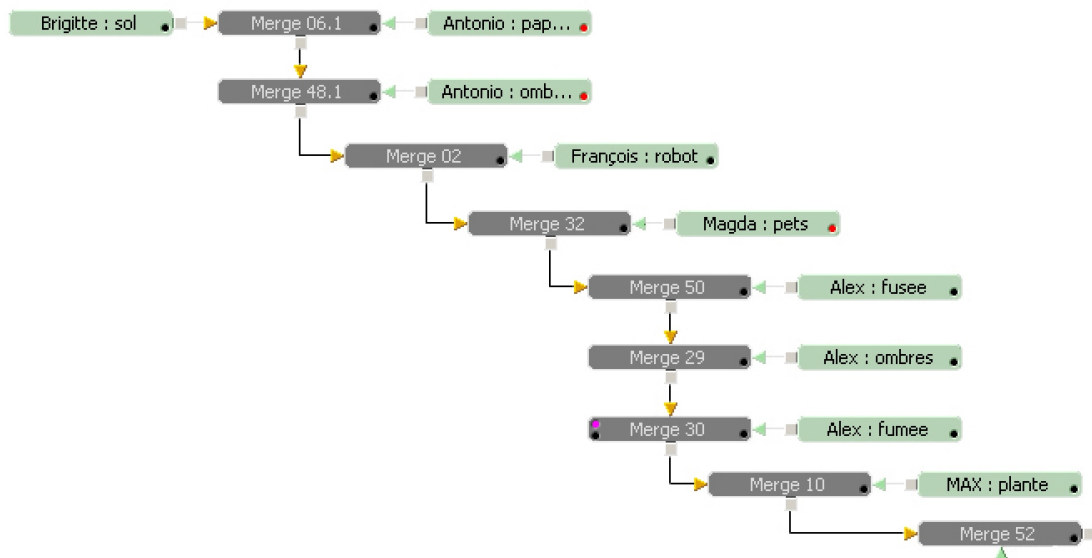 Brigitte : sol
Merge 06.1
Antonio : pap...
Merge 48.1
Antonio : omb...
Merge 02
François : robot
Merge 32
Magda : pets
Merge 50
Alex : fusee
Merge 29
Alex : ombres
Merge 30
Alex : fumee
Merge 10
MAX : plante
Merge 52